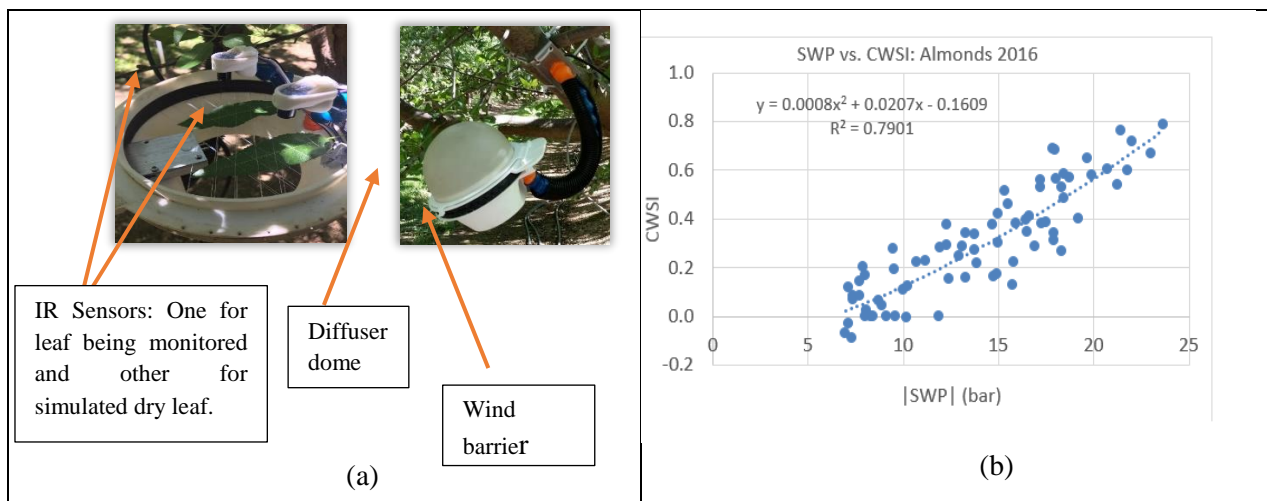 IR Sensors: One for
leaf being monitored
and other for
simulated dry leaf.
Diffuser
dome
Wind
barrier
(a)
SWP vs. CWSI: Almonds 2016
y = 0.0008x² + 0.0207x - 0.1609
R² = 0.7901
CWSI
1.0
0.8
0.6
0.4
0.2
0.0
-0.2
0 5 10 15 20 25
|SWP| (bar)
(b)